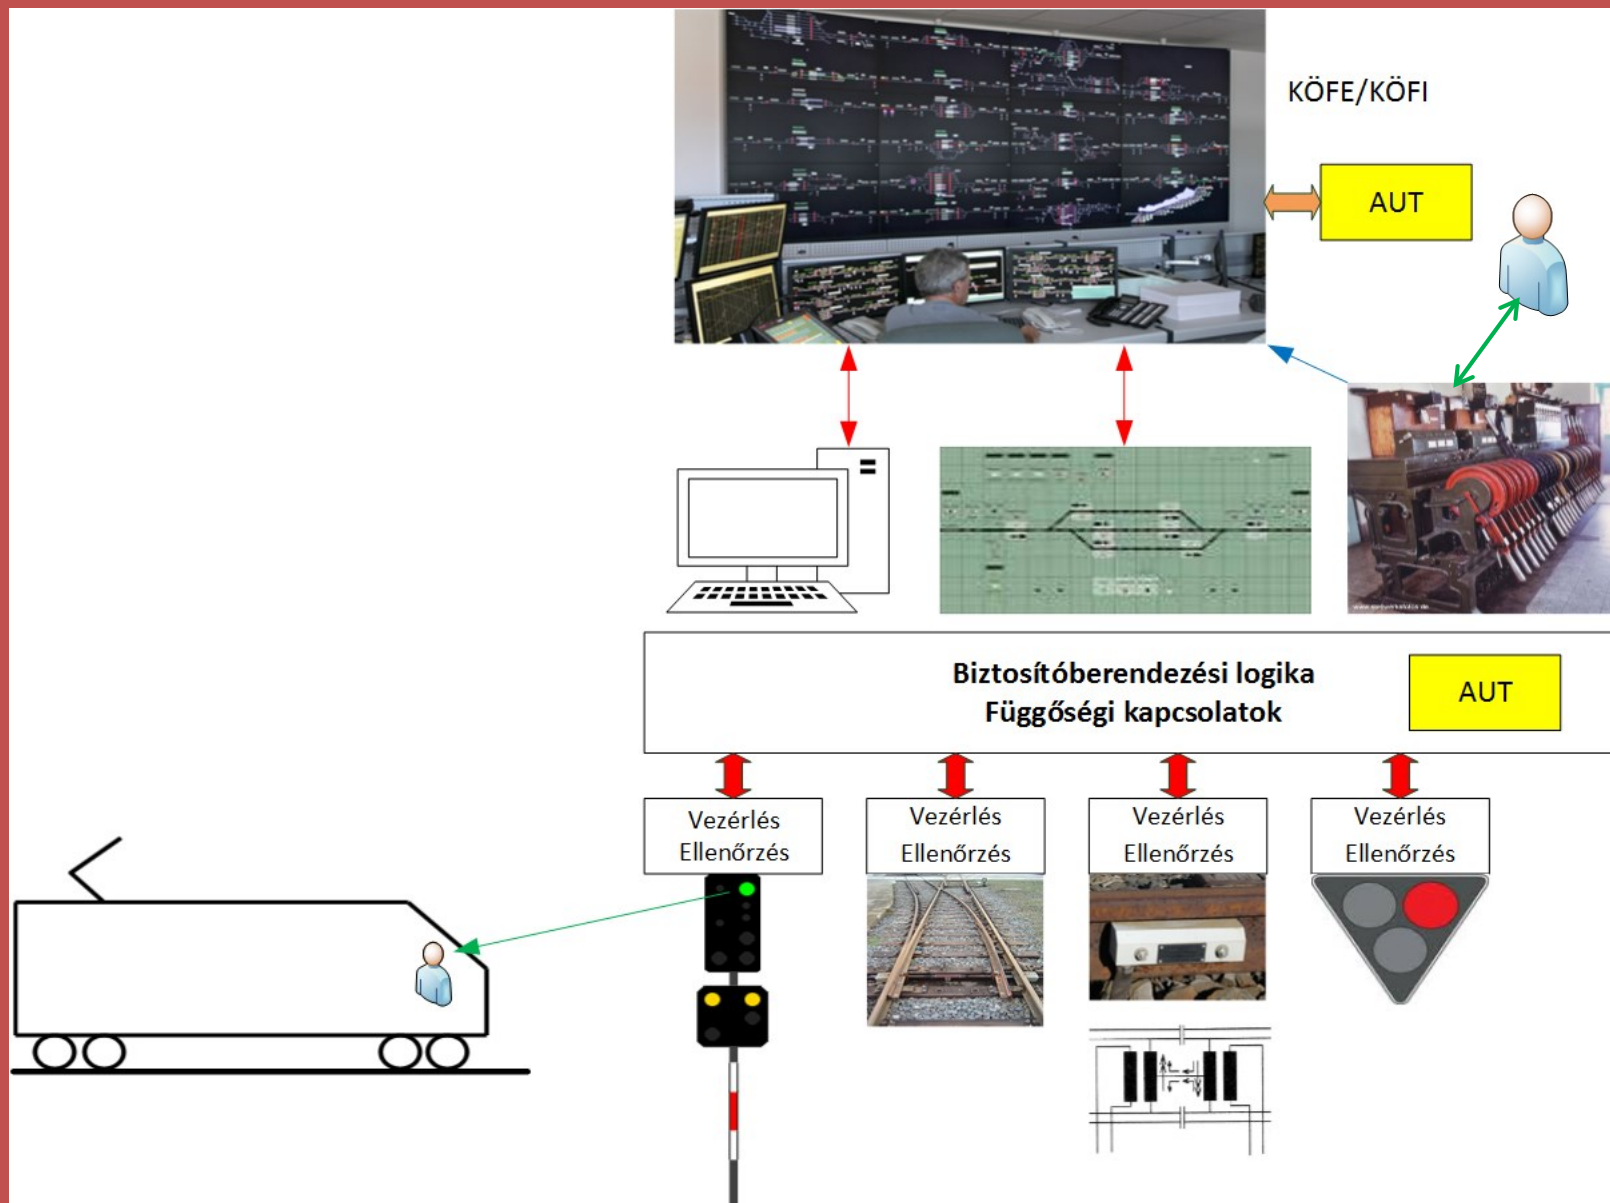 KÖFE/KÖFI
AUT
Biztosítóberendezési logika
Függőségi kapcsolatok
AUT
Vezérlés
Ellenőrzés
Vezérlés
Ellenőrzés
Vezérlés
Ellenőrzés
Vezérlés
Ellenőrzés